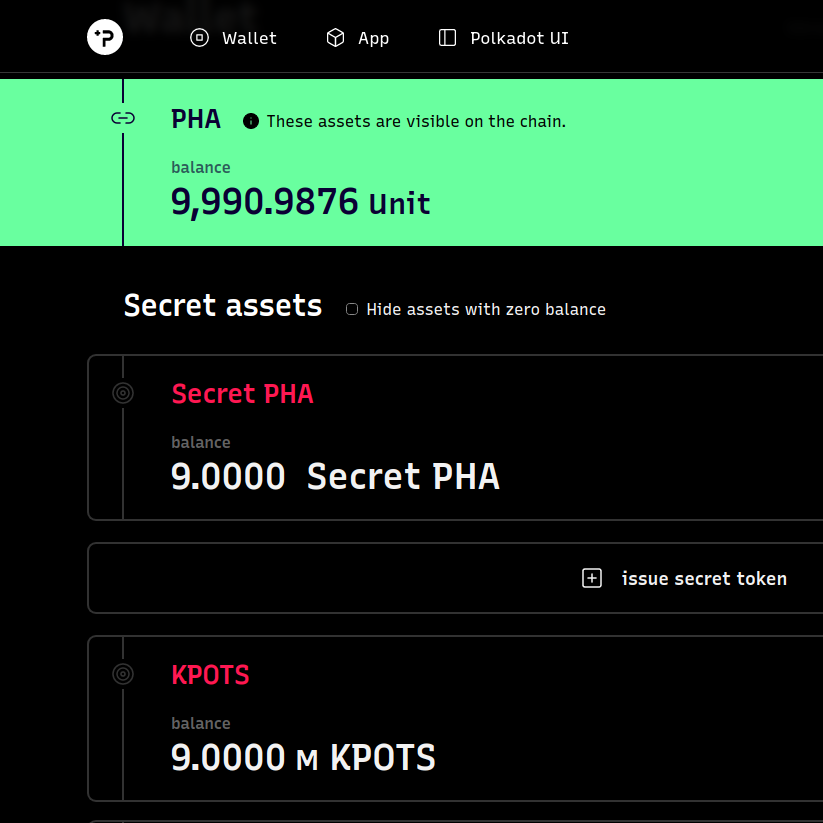 Wallet
Wallet App Polkadot UI
PHA These assets are visible on the chain.
balance
9,990.9876 Unit
Secret assets Hide assets with zero balance
Secret PHA
balance
9.0000 Secret PHA
issue secret token
KPOTS
balance
9.0000 M KPOTS